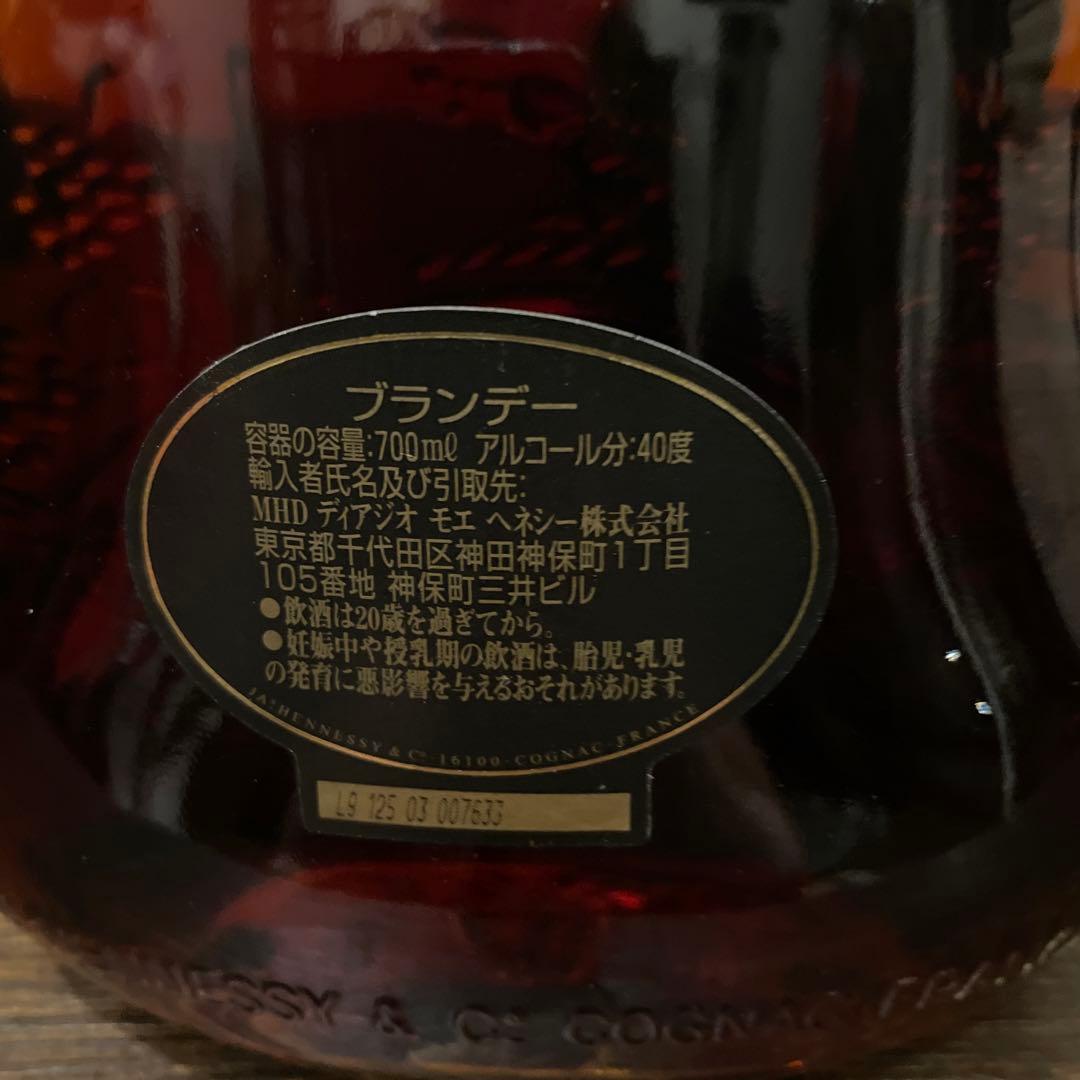 ブランデー
容器の容量:700mℓ アルコール分:40度
輸入者氏名及び引取先:
MHD ディアジオ モエ ヘネシー株式会社
東京都千代田区神田神保町1丁目
105番地 神保町三井ビル
●飲酒は20歳を過ぎてから。
●妊娠中や授乳期の飲酒は、胎児・乳児
の発育に悪影響を与えるおそれがあります。
JAˢ HENNESSY & Cº · 16100 · COGNAC · FRANCE
L9 125 03 007633
HENNESSY & Cº COGNAC FRANCE